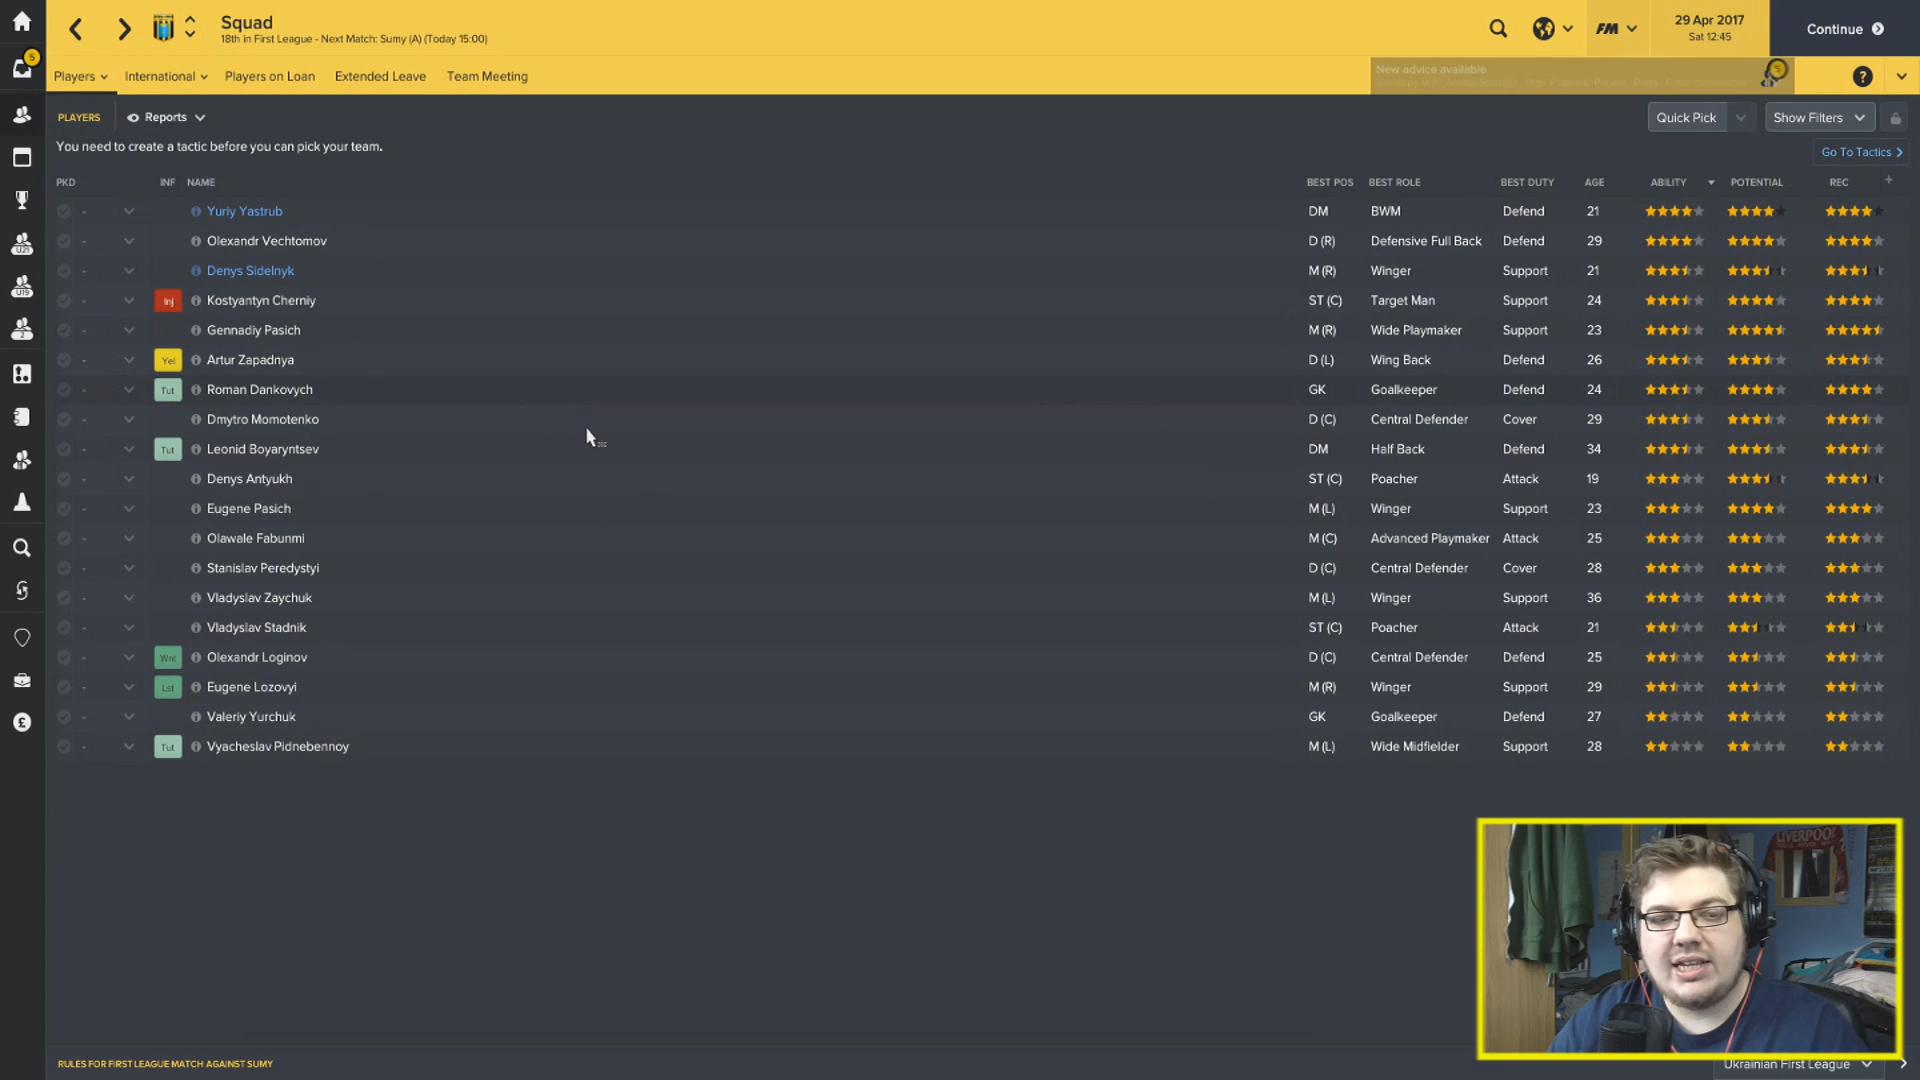 Squad
18th in First League - Next Match: Sumy (A) (Today 15:00)
FM
29 Apr 2017
Sat 12:45
Continue
5
Players
International
Players on Loan
Extended Leave
Team Meeting
New advice available
5
?
PLAYERS
Reports
Quick Pick
Show Filters
You need to create a tactic before you can pick your team.
Go To Tactics
PKD INF NAME BEST POS BEST ROLE BEST DUTY AGE ABILITY POTENTIAL REC +
- Yuriy Yastrub DM BWM Defend 21
- Olexandr Vechtomov D (R) Defensive Full Back Defend 29
- Denys Sidelnyk M (R) Winger Support 21
- Inj Kostyantyn Cherniy ST (C) Target Man Support 24
- Gennadiy Pasich M (R) Wide Playmaker Support 23
- Yel Artur Zapadnya D (L) Wing Back Defend 26
- Tut Roman Dankovych GK Goalkeeper Defend 24
- Dmytro Momotenko D (C) Central Defender Cover 29
- Tut Leonid Boyaryntsev DM Half Back Defend 34
- Denys Antyukh ST (C) Poacher Attack 19
- Eugene Pasich M (L) Winger Support 23
- Olawale Fabunmi M (C) Advanced Playmaker Attack 25
- Stanislav Peredystyi D (C) Central Defender Cover 28
- Vladyslav Zaychuk M (L) Winger Support 36
- Vladyslav Stadnik ST (C) Poacher Attack 21
- Wnt Olexandr Loginov D (C) Central Defender Defend 25
- Lst Eugene Lozovyi M (R) Winger Support 29
- Valeriy Yurchuk GK Goalkeeper Defend 27
- Tut Vyacheslav Pidnebennoy M (L) Wide Midfielder Support 28
LIVERPOOL
RULES FOR FIRST LEAGUE MATCH AGAINST SUMY
Ukrainian First League